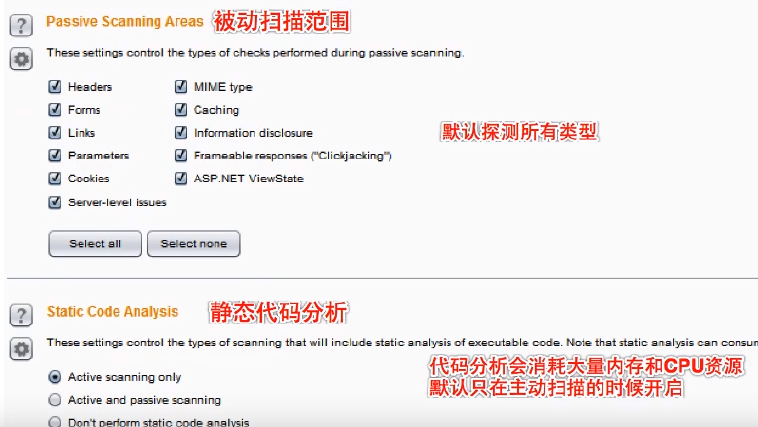 Passive Scanning Areas 被动扫描范围
These settings control the types of checks performed during passive scanning.
Headers MIME type
Forms Caching
Links Information disclosure
默认探测所有类型
Parameters Frameable responses ("Clickjacking")
Cookies ASP.NET ViewState
Server-level issues
Select all Select none
Static Code Analysis 静态代码分析
These settings control the types of scanning that will include static analysis of executable code. Note that static analysis can consum
代码分析会消耗大量内存和CPU资源
Active scanning only
默认只在主动扫描的时候开启
Active and passive scanning
Don't perform static code analysis